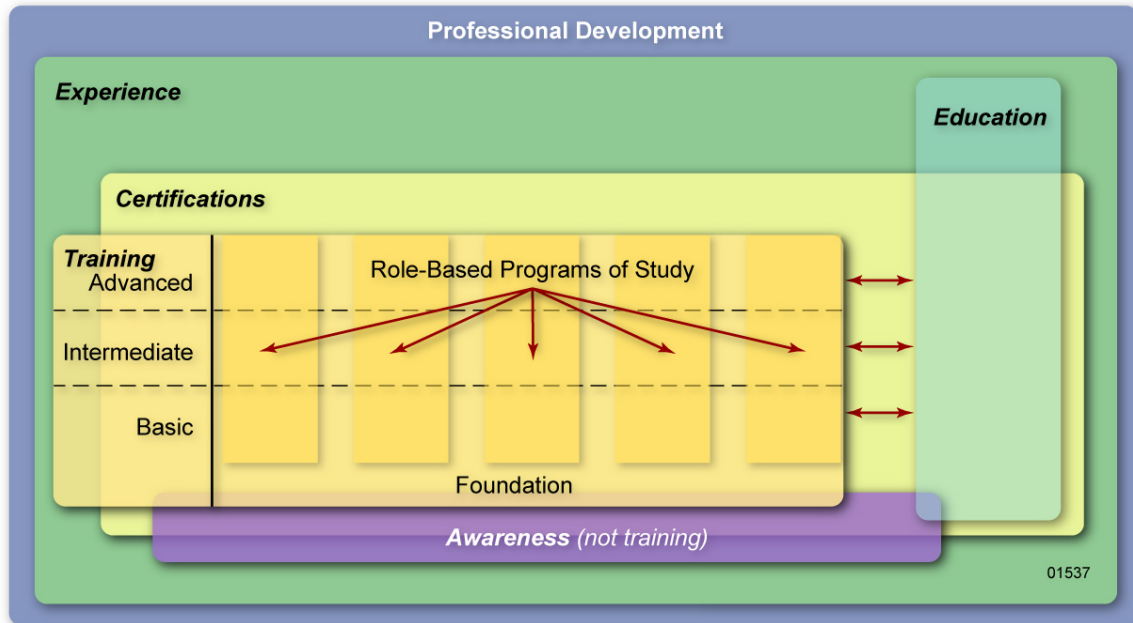 Professional Development
Experience
Education
Certifications
Training
Advanced
Role-Based Programs of Study
Intermediate
Basic
Foundation
Awareness (not training)
01537